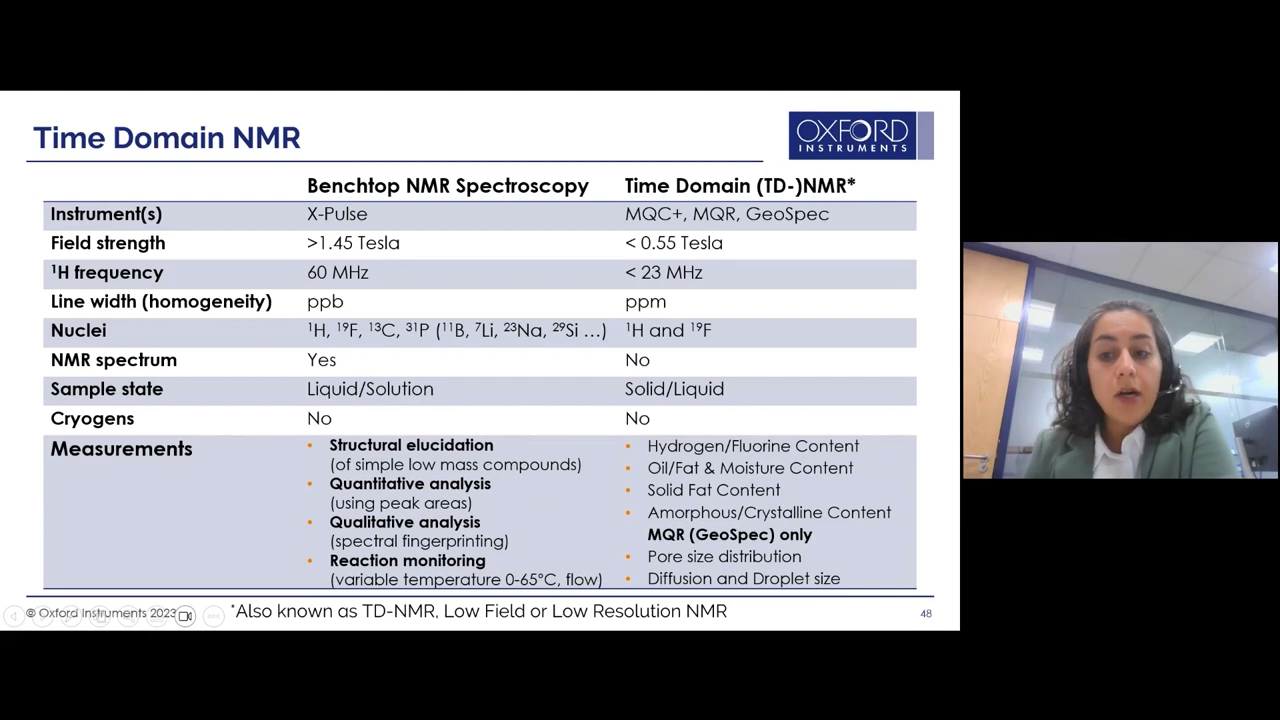 Time Domain NMR
OXFORD
INSTRUMENTS
Benchtop NMR Spectroscopy Time Domain (TD-)NMR*
Instrument(s) X-Pulse MQC+, MQR, GeoSpec
Field strength >1.45 Tesla < 0.55 Tesla
¹H frequency 60 MHz < 23 MHz
Line width (homogeneity) ppb ppm
Nuclei ¹H, ¹⁹F, ¹³C, ³¹P (¹¹B, ⁷Li, ²³Na, ²⁹Si ...) ¹H and ¹⁹F
NMR spectrum Yes No
Sample state Liquid/Solution Solid/Liquid
Cryogens No No
Measurements
• Structural elucidation
(of simple low mass compounds)
• Quantitative analysis
(using peak areas)
• Qualitative analysis
(spectral fingerprinting)
• Reaction monitoring
(variable temperature 0-65°C, flow)
• Hydrogen/Fluorine Content
• Oil/Fat & Moisture Content
• Solid Fat Content
• Amorphous/Crystalline Content
MQR (GeoSpec) only
• Pore size distribution
• Diffusion and Droplet size
© Oxford Instruments 2023
*Also known as TD-NMR, Low Field or Low Resolution NMR
48